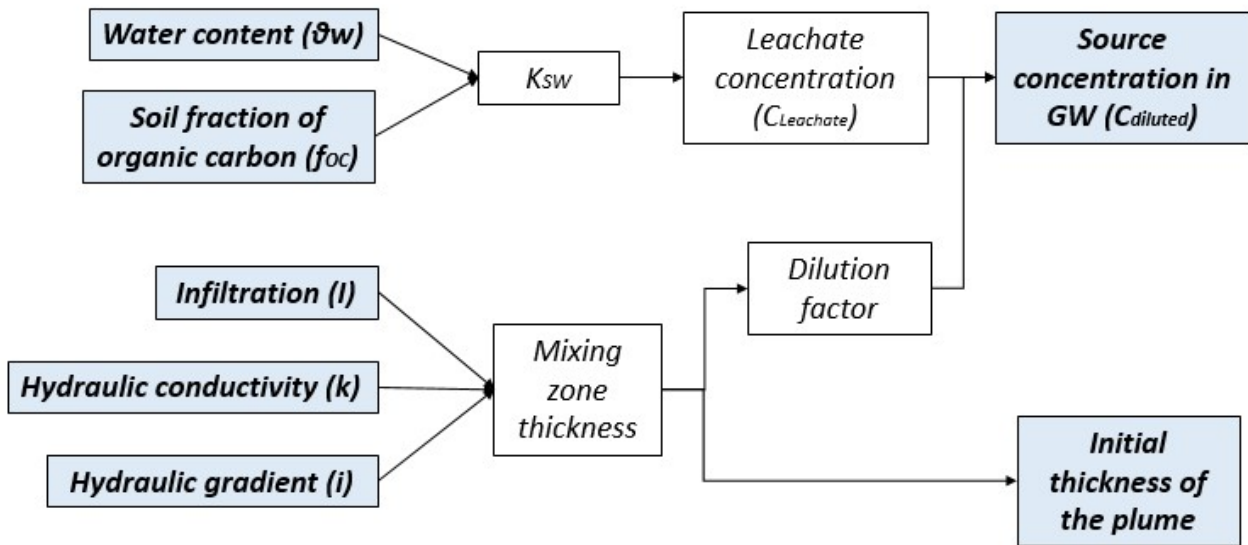 Water content (ϑw)
Soil fraction of
organic carbon (fOC)
KSW
Leachate
concentration
(CLeachate)
Source
concentration in
GW (Cdiluted)
Infiltration (I)
Hydraulic conductivity (k)
Hydraulic gradient (i)
Mixing
zone
thickness
Dilution
factor
Initial
thickness of
the plume